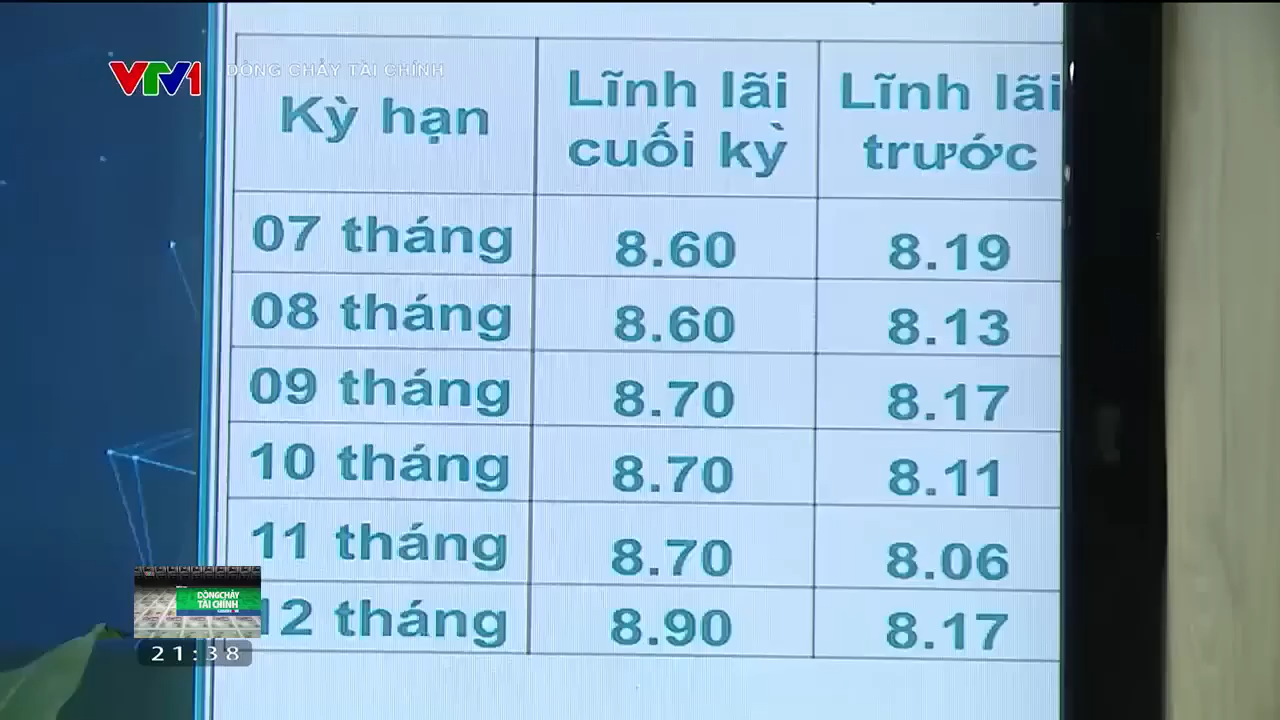 VTV1
DÒNG CHẢY TÀI CHÍNH
Kỳ hạn
Lĩnh lãi
cuối kỳ
Lĩnh lãi
trước
07 tháng 8.60 8.19
08 tháng 8.60 8.13
09 tháng 8.70 8.17
10 tháng 8.70 8.11
11 tháng 8.70 8.06
12 tháng 8.90 8.17
DÒNG CHẢY
TÀI CHÍNH
21:38